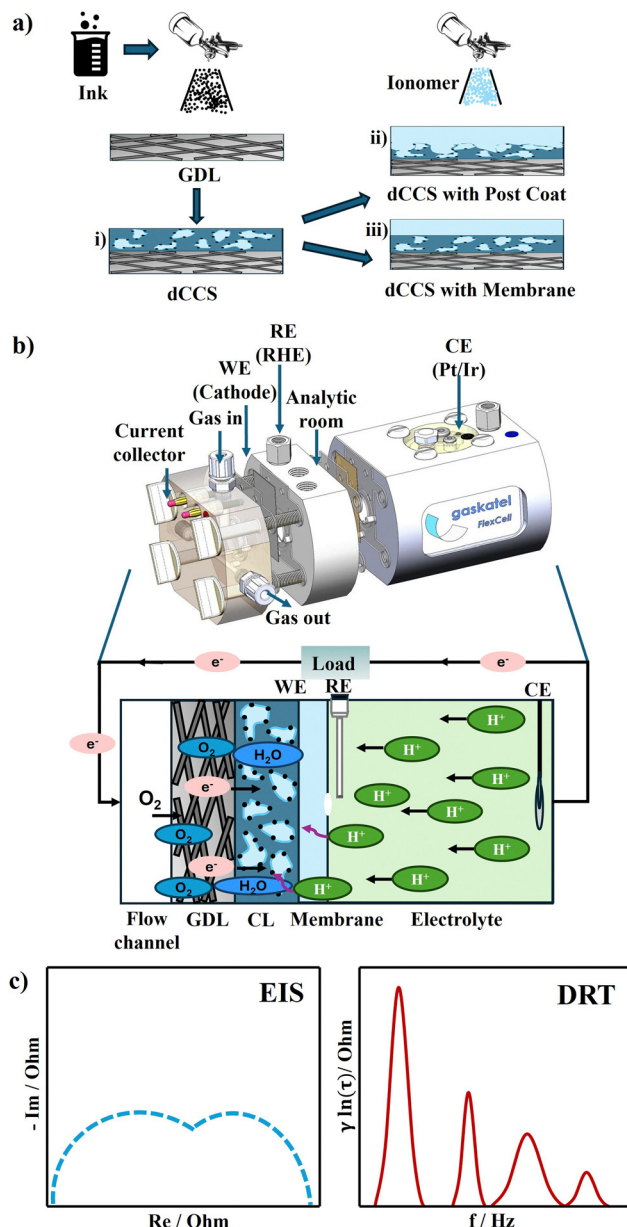 a)
Ink
Ionomer
GDL
ii)
dCCS with Post Coat
i)
iii)
dCCS
dCCS with Membrane
b)
RE
(RHE)
CE
(Pt/Ir)
WE
(Cathode)
Analytic
room
Gas in
Current
collector
gaskatel
FlexCell
Gas out
e-
Load
e-
WE
RE
CE
e-
H+
H+
O2
H2O
H+
e-
O2
H+
H+
O2
H+
H+
e-
O2
H2O
H+
H+
Flow
channel
GDL
CL
Membrane
Electrolyte
c)
EIS
- Im / Ohm
Re / Ohm
DRT
γ ln(τ)/ Ohm
f / Hz